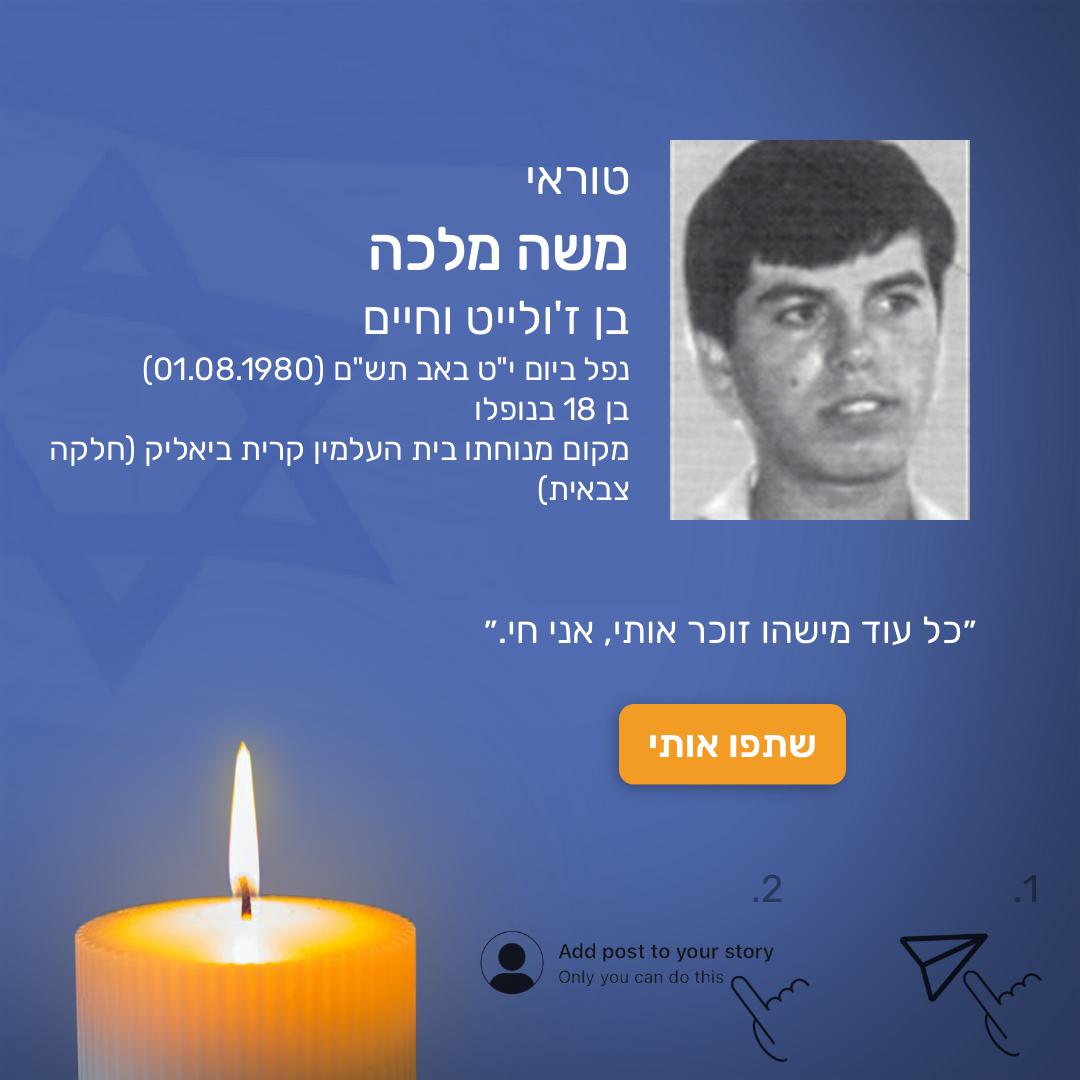 טוראי
משה מלכה
בן ז'ולייט וחיים
נפל ביום י"ט באב תש"ם (01.08.1980)
בן 18 בנופלו
מקום מנוחתו בית העלמין קרית ביאליק (חלקה
צבאית)
״כל עוד מישהו זוכר אותי, אני חי.״
שתפו אותי
.1
.2
Add post to your story
Only you can do this